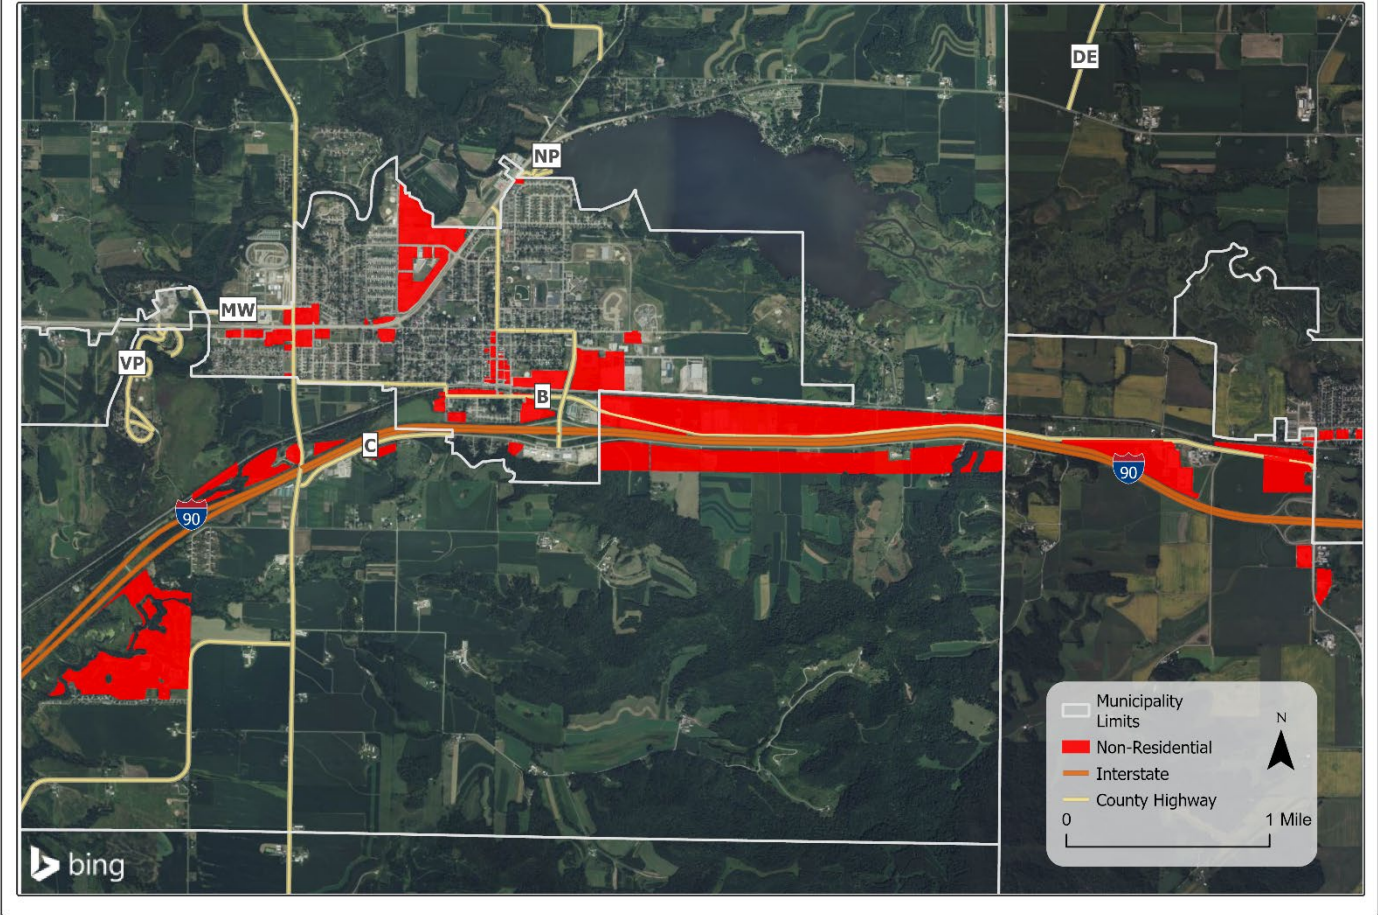 DE
NP
MW
VP
B
C
90
90
Municipality
Limits
Non-Residential
Interstate
County Highway
N
0 1 Mile
bing